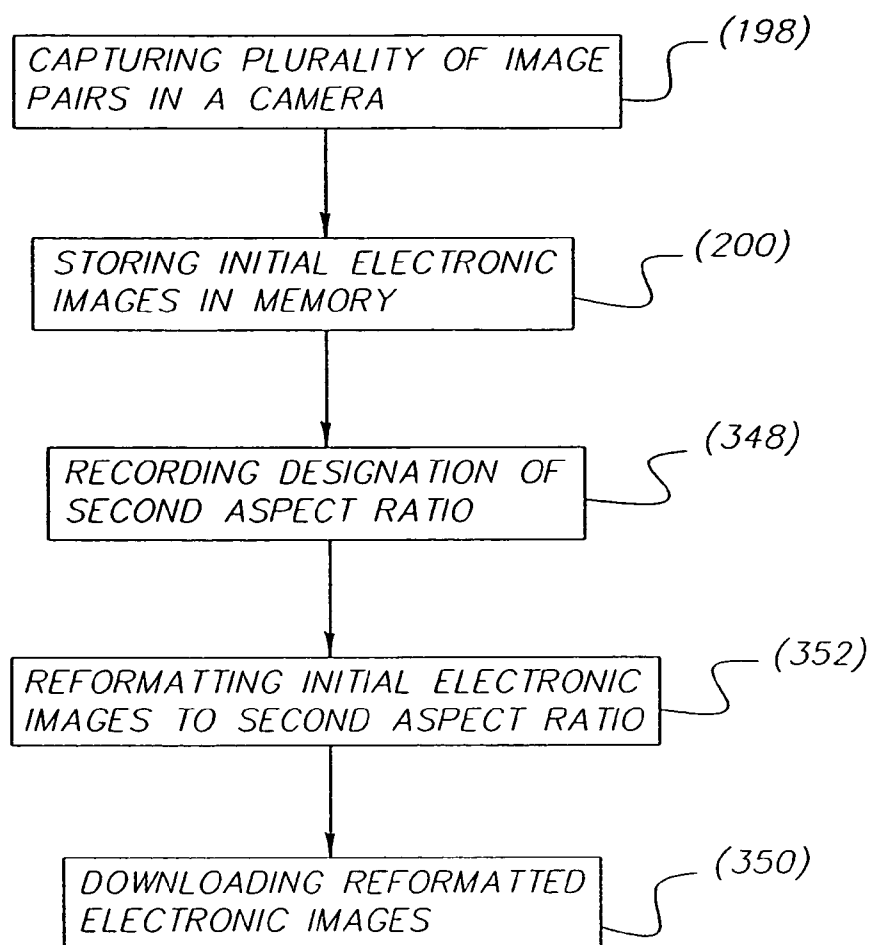 (198)
CAPTURING PLURALITY OF IMAGE
PAIRS IN A CAMERA
(200)
STORING INITIAL ELECTRONIC
IMAGES IN MEMORY
(348)
RECORDING DESIGNATION OF
SECOND ASPECT RATIO
(352)
REFORMATTING INITIAL ELECTRONIC
IMAGES TO SECOND ASPECT RATIO
(350)
DOWNLOADING REFORMATTED
ELECTRONIC IMAGES